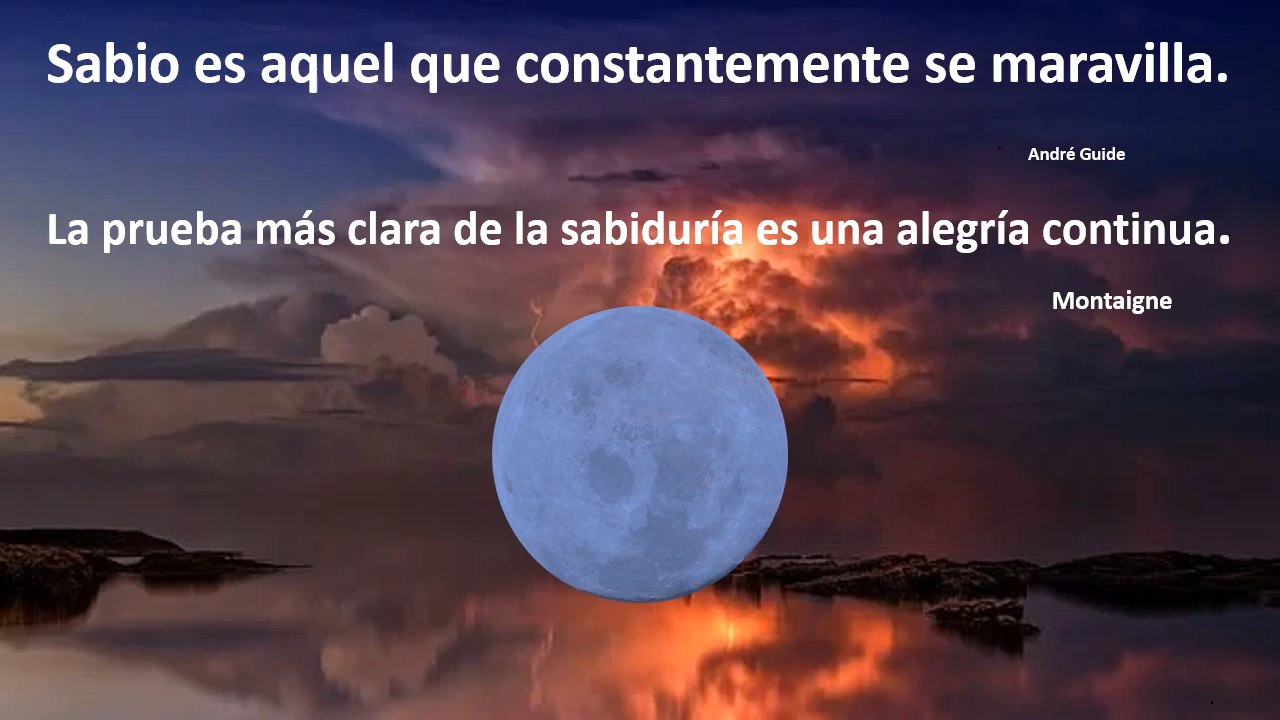 Sabio es aquel que constantemente se maravilla.
André Guide
La prueba más clara de la sabiduría es una alegría continua.
Montaigne